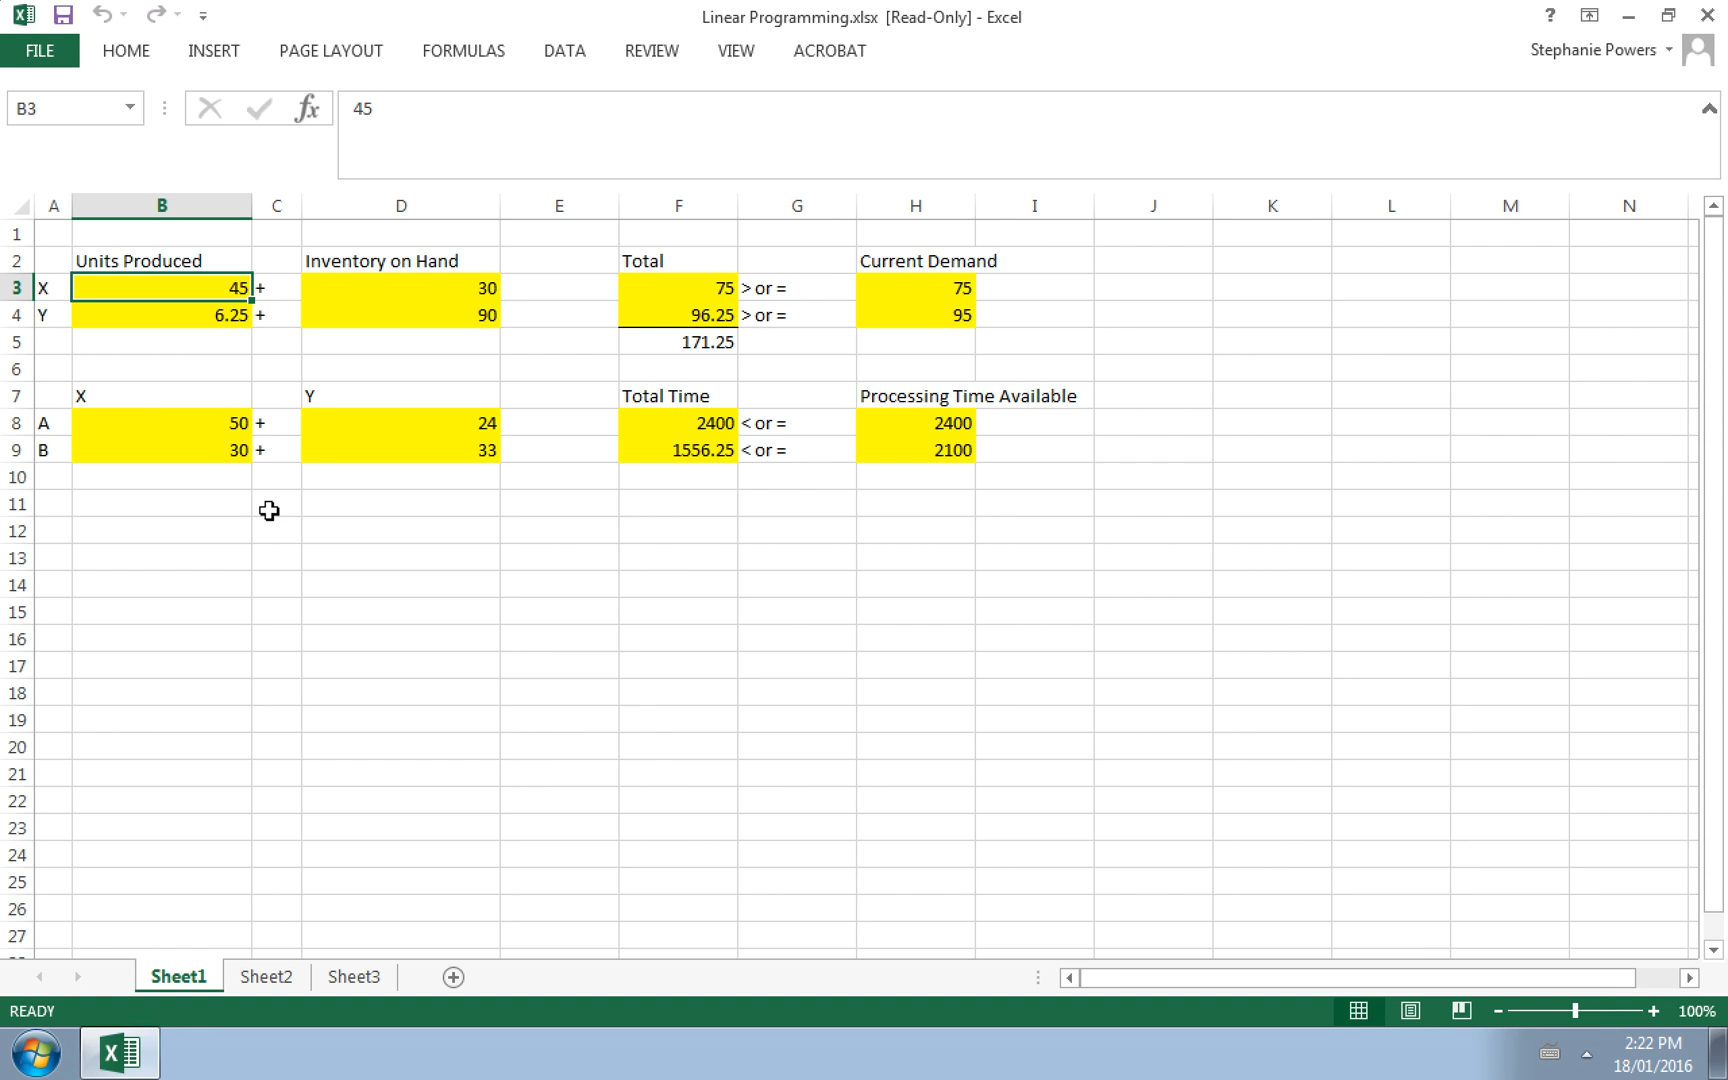 Linear Programming.xlsx [Read-Only] - Excel
?
FILE HOME INSERT PAGE LAYOUT FORMULAS DATA REVIEW VIEW ACROBAT Stephanie Powers
B3 fx 45
A B C D E F G H I J K L M N
1
2 Units Produced Inventory on Hand Total Current Demand
3 X 45 + 30 75 > or = 75
4 Y 6.25 + 90 96.25 > or = 95
5 171.25
6
7 X Y Total Time Processing Time Available
8 A 50 + 24 2400 < or = 2400
9 B 30 + 33 1556.25 < or = 2100
10
11
12
13
14
15
16
17
18
19
20
21
22
23
24
25
26
27
Sheet1 Sheet2 Sheet3
READY 100%
2:22 PM
18/01/2016